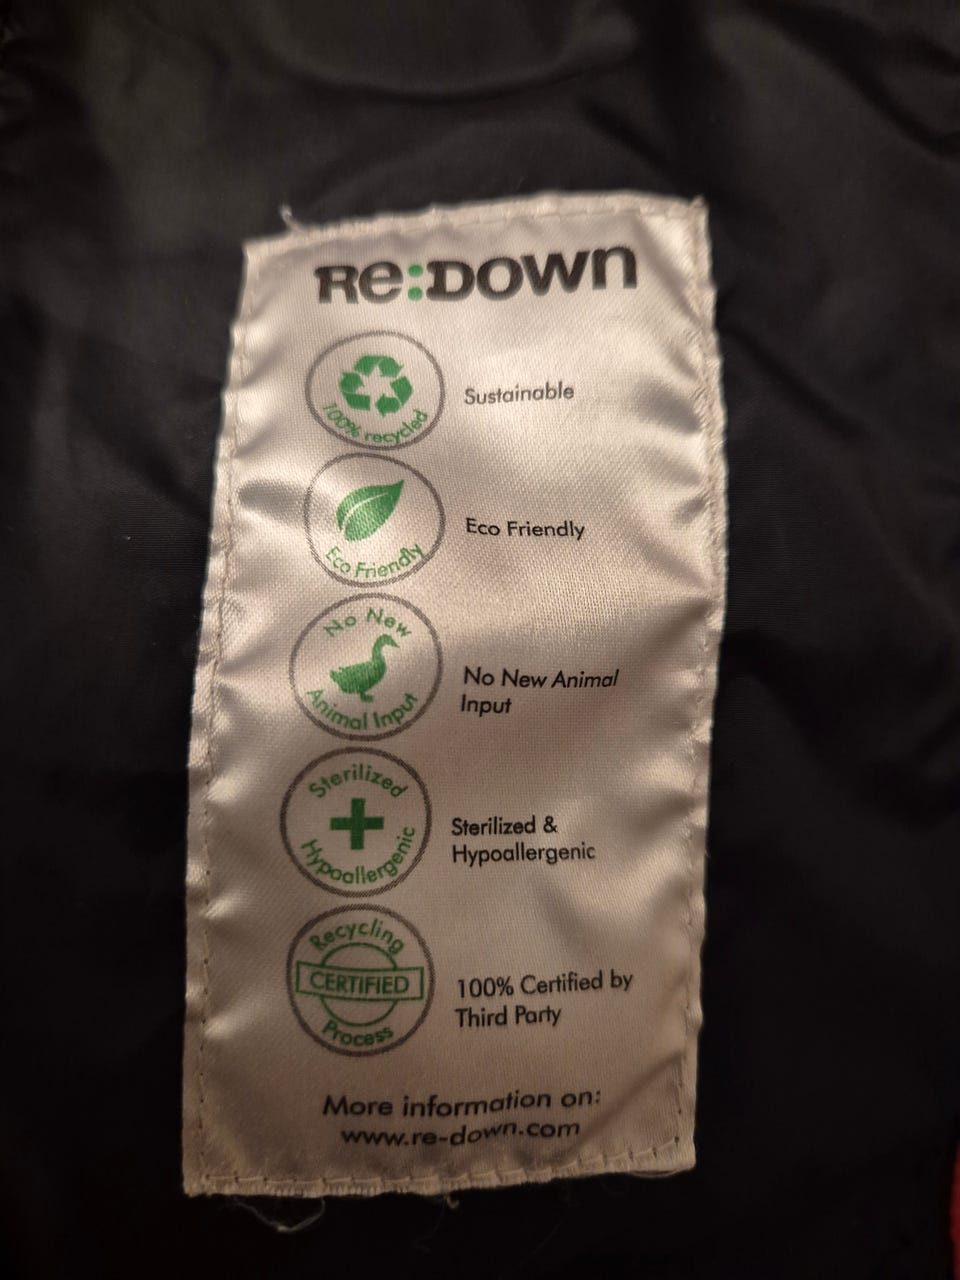 Re:DOWn
100% recycled
Sustainable
Eco Friendly
Eco Friendly
No New
Animal Input
No New Animal
Input
Sterilized
Hypoallergenic
Sterilized &
Hypoallergenic
Recycling
CERTIFIED
Process
100% Certified by
Third Party
More information on:
www.re-down.com